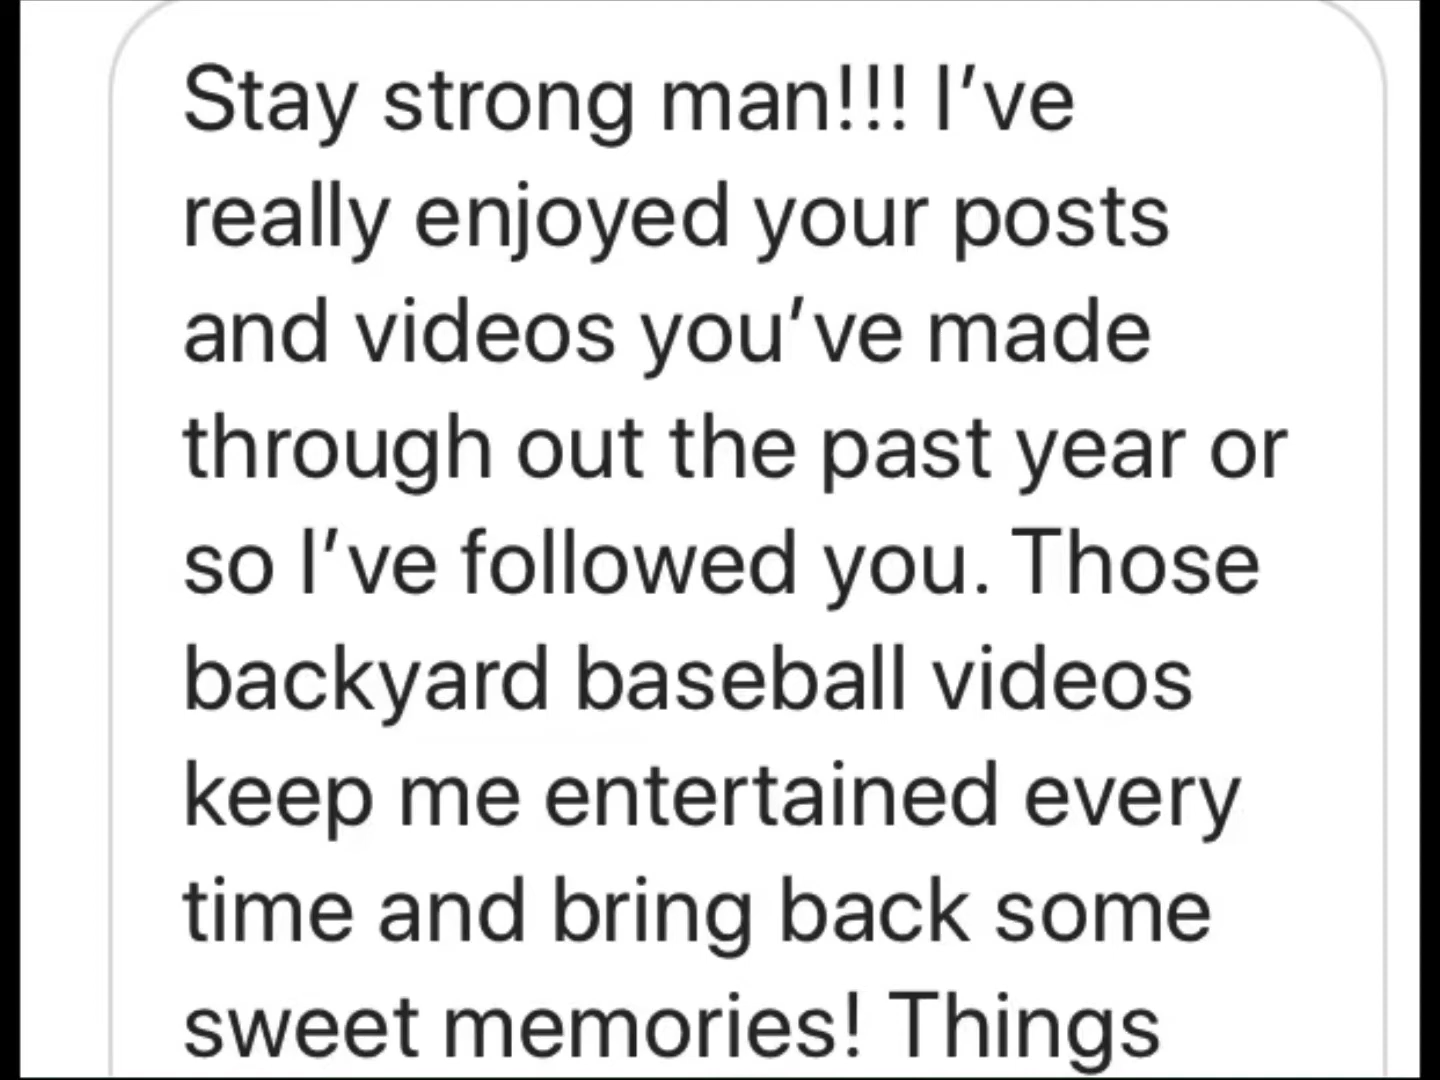 Stay strong man!!! I’ve
really enjoyed your posts
and videos you’ve made
through out the past year or
so I’ve followed you. Those
backyard baseball videos
keep me entertained every
time and bring back some
sweet memories! Things